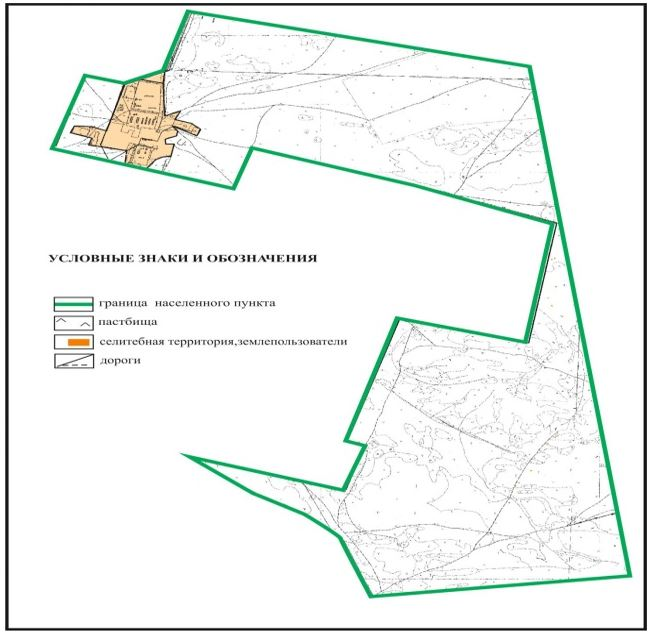 УСЛОВНЫЕ ЗНАКИ И ОБОЗНАЧЕНИЯ
граница населенного пункта
пастбища
селитебная территория,землепользователи
дороги